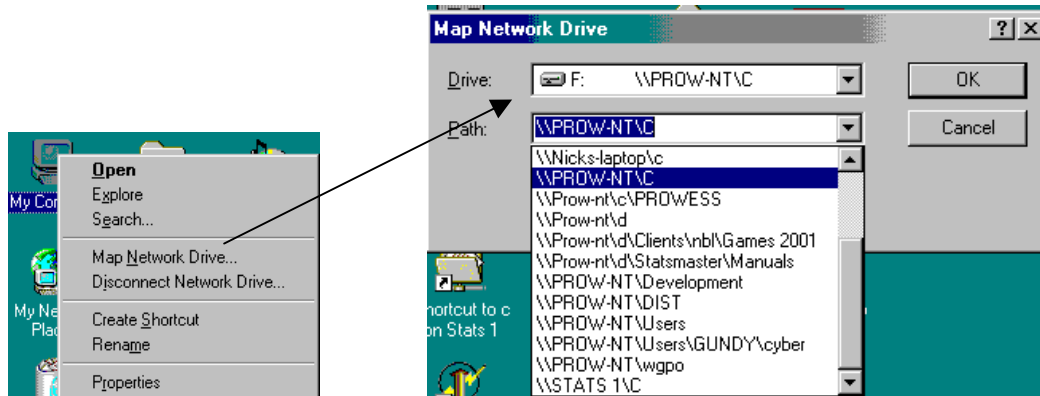 My Com
Open
Explore
Search...
Map Network Drive...
Disconnect Network Drive...
My Ne
Plac
Create Shortcut
Rename
Properties
Map Network Drive
Drive:
F: \\PROW-NT\C
OK
Path:
\\PROW-NT\C
Cancel
\\Nicks-laptop\c
\\PROW-NT\C
\\Prow-nt\c\PROWESS
\\Prow-nt\d
\\Prow-nt\d\Clients\nbl\Games 2001
\\Prow-nt\d\Statsmaster\Manuals
\\PROW-NT\Development
\\PROW-NT\DIST
\\PROW-NT\Users
\\PROW-NT\Users\GUNDY\cyber
\\PROW-NT\wgpo
\\STATS 1\C
hortcut to c
on Stats 1